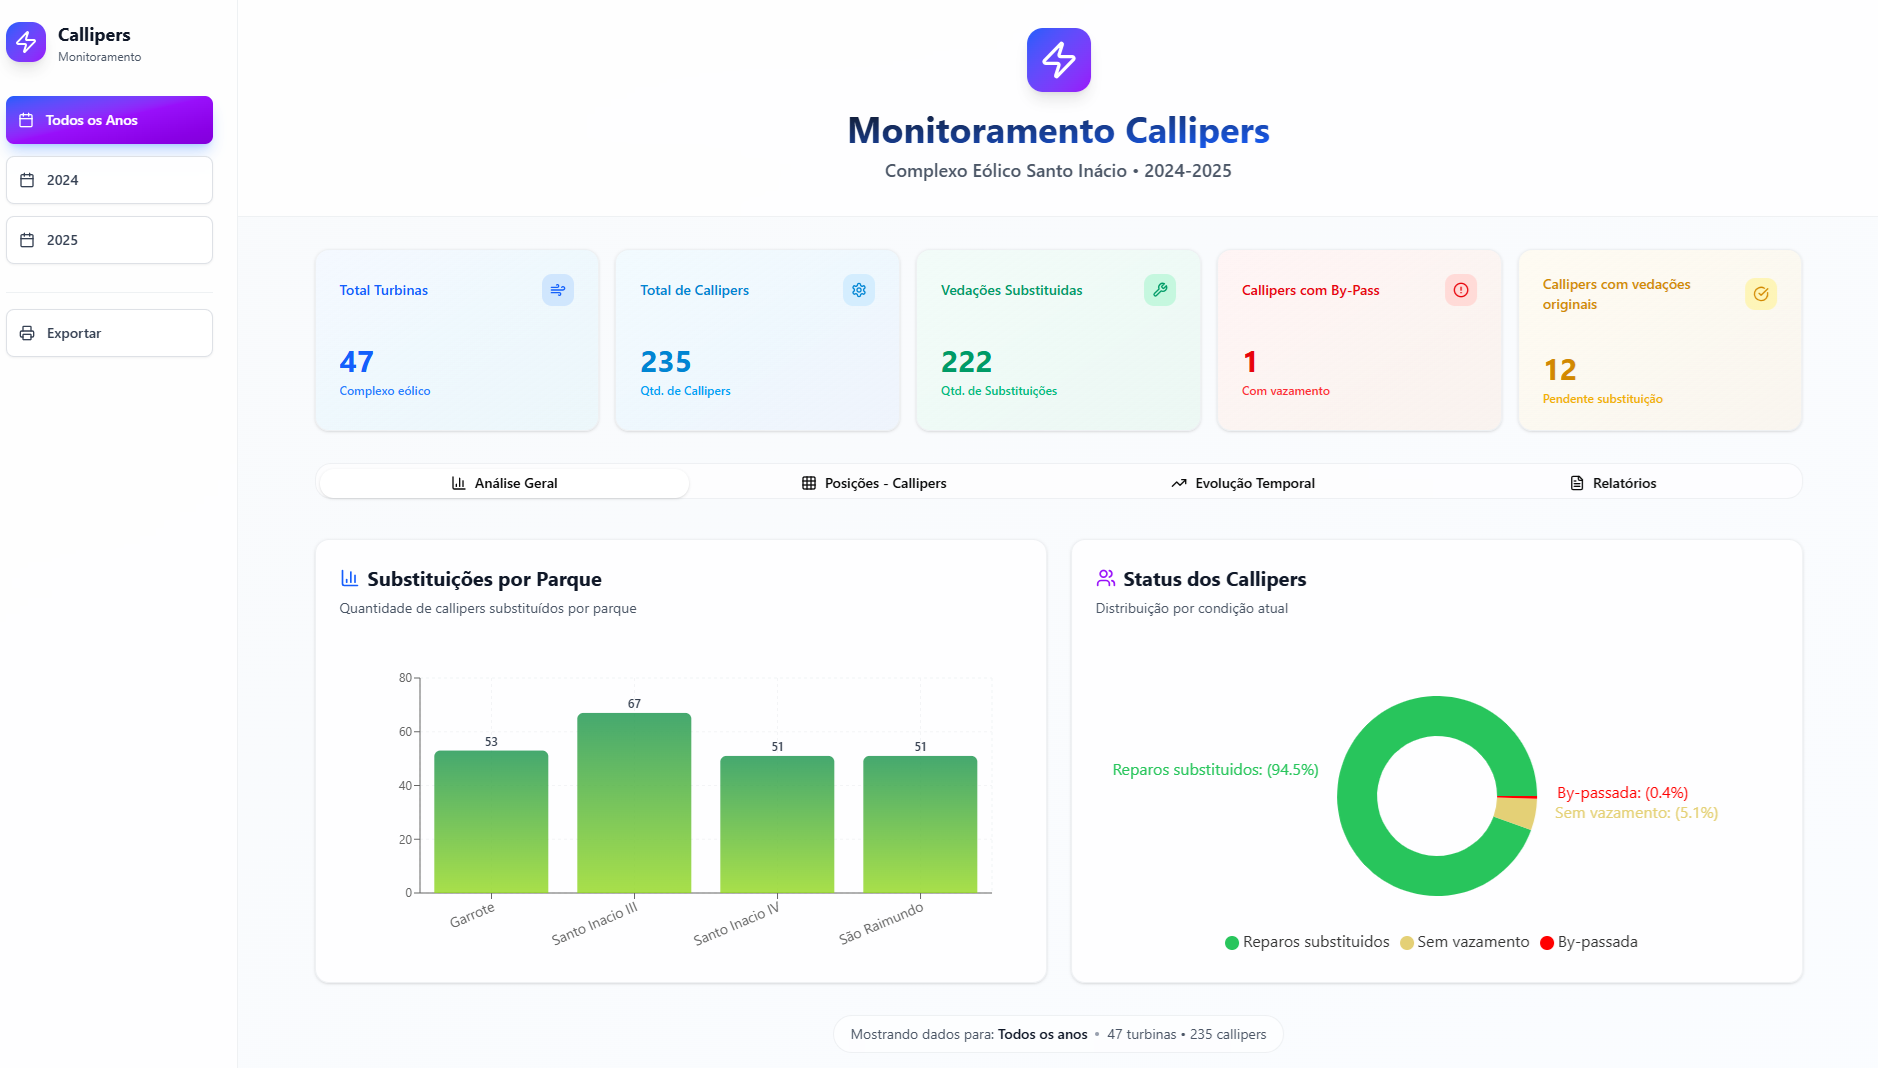 Callipers
Monitoramento
Todos os Anos
2024
2025
Exportar
Monitoramento Callipers
Complexo Eólico Santo Inácio • 2024-2025
Total Turbinas
47
Complexo eólico
Total de Callipers
235
Qtd. de Callipers
Vedações Substituidas
222
Qtd. de Substituições
Callipers com By-Pass
1
Com vazamento
Callipers com vedações
originais
12
Pendente substituição
Análise Geral
Posições - Callipers
Evolução Temporal
Relatórios
Substituições por Parque
Quantidade de callipers substituídos por parque
80
60
40
20
0
53
67
51
51
Garrote
Santo Inacio III
Santo Inacio IV
São Raimundo
Status dos Callipers
Distribuição por condição atual
Reparos substituidos: (94.5%)
By-passada: (0.4%)
Sem vazamento: (5.1%)
Reparos substituidos
Sem vazamento
By-passada
Mostrando dados para: Todos os anos • 47 turbinas • 235 callipers